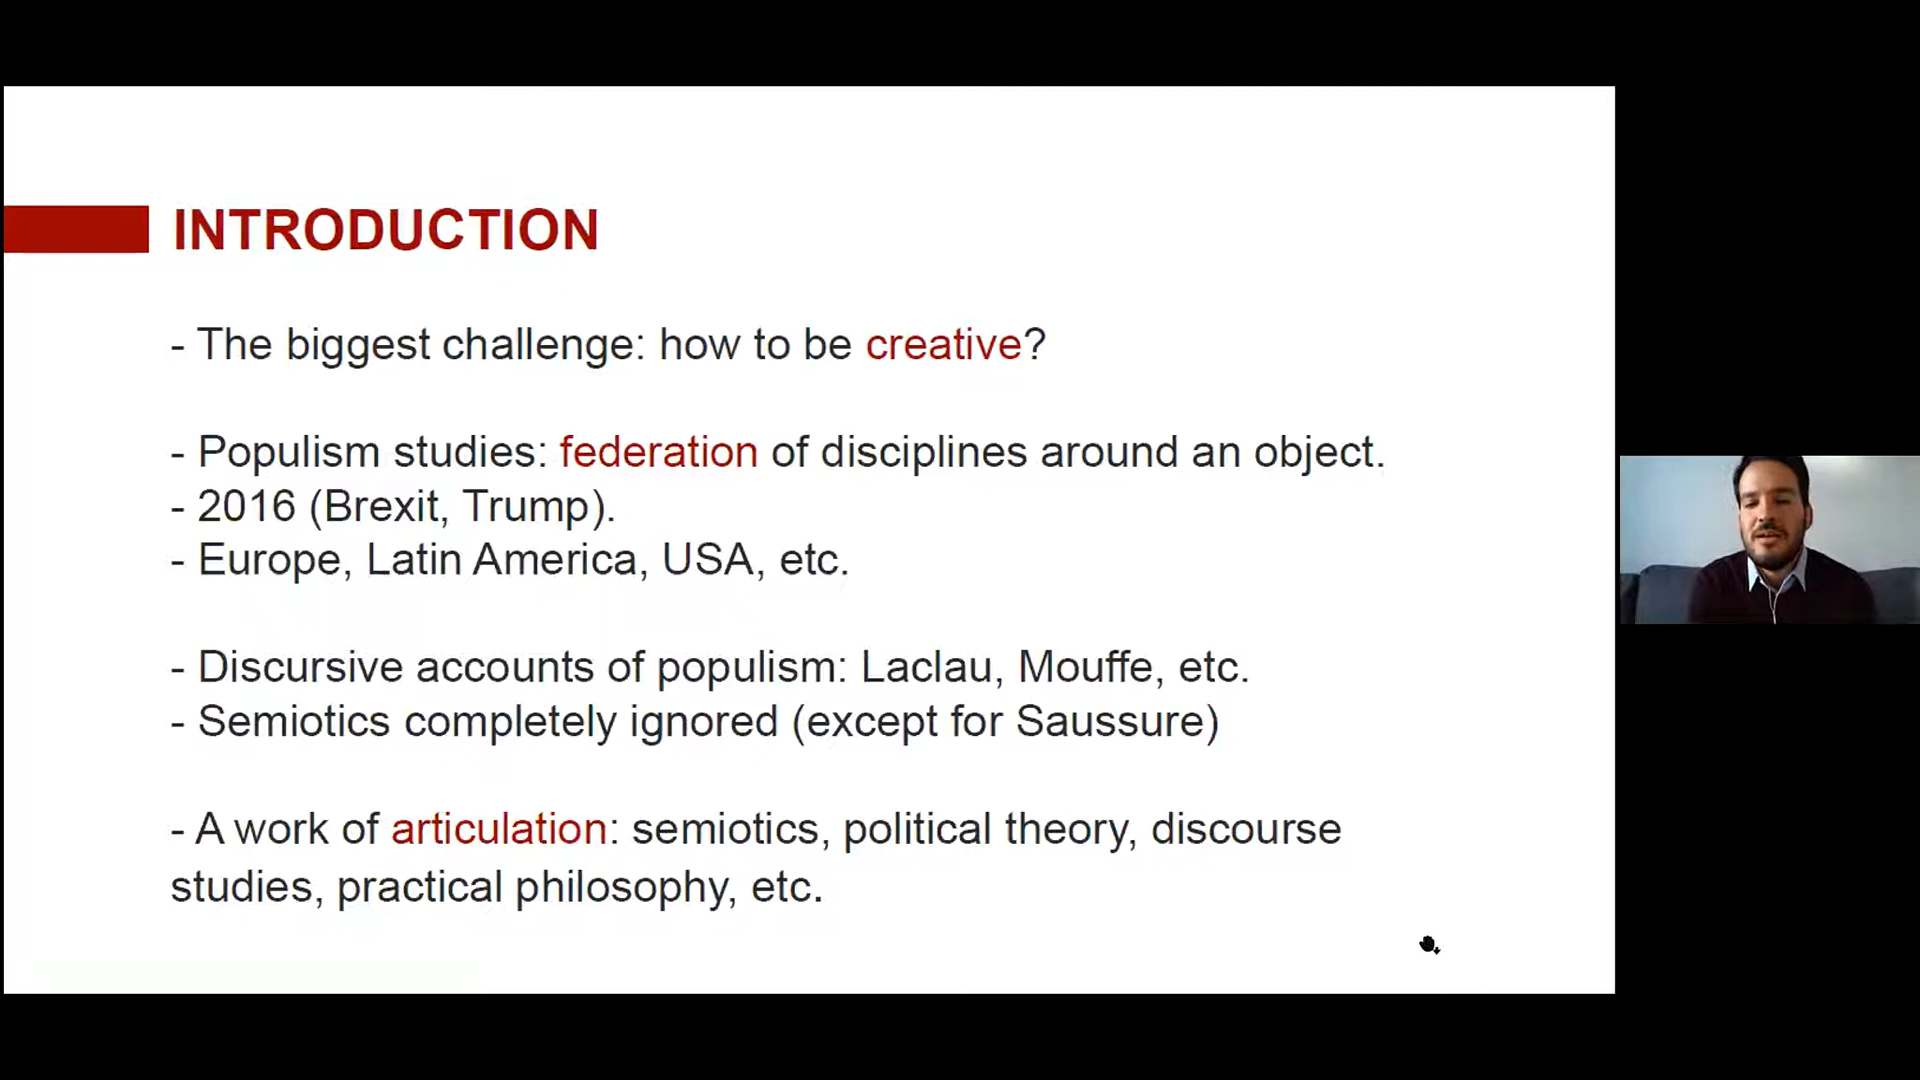 INTRODUCTION
- The biggest challenge: how to be creative?
- Populism studies: federation of disciplines around an object.
- 2016 (Brexit, Trump).
- Europe, Latin America, USA, etc.
- Discursive accounts of populism: Laclau, Mouffe, etc.
- Semiotics completely ignored (except for Saussure)
- A work of articulation: semiotics, political theory, discourse
studies, practical philosophy, etc.